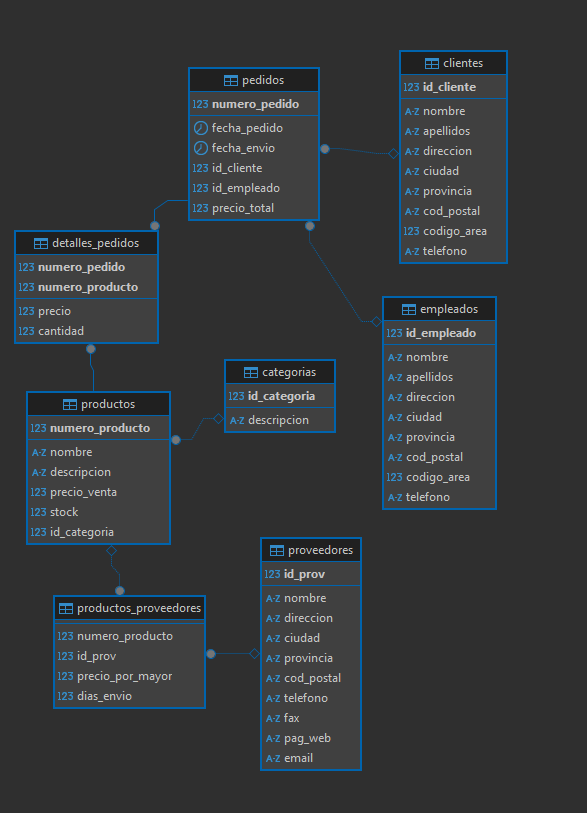 pedidos
123 numero_pedido
fecha_pedido
fecha_envio
123 id_cliente
123 id_empleado
123 precio_total
clientes
123 id_cliente
A-Z nombre
A-Z apellidos
A-Z direccion
A-Z ciudad
A-Z provincia
A-Z cod_postal
123 codigo_area
A-Z telefono
detalles_pedidos
123 numero_pedido
123 numero_producto
123 precio
123 cantidad
empleados
123 id_empleado
A-Z nombre
A-Z apellidos
A-Z direccion
A-Z ciudad
A-Z provincia
A-Z cod_postal
123 codigo_area
A-Z telefono
categorias
123 id_categoria
A-Z descripcion
productos
123 numero_producto
A-Z nombre
A-Z descripcion
123 precio_venta
123 stock
123 id_categoria
proveedores
123 id_prov
A-Z nombre
A-Z direccion
A-Z ciudad
A-Z provincia
A-Z cod_postal
A-Z telefono
A-Z fax
A-Z pag_web
A-Z email
productos_proveedores
123 numero_producto
123 id_prov
123 precio_por_mayor
123 dias_envio